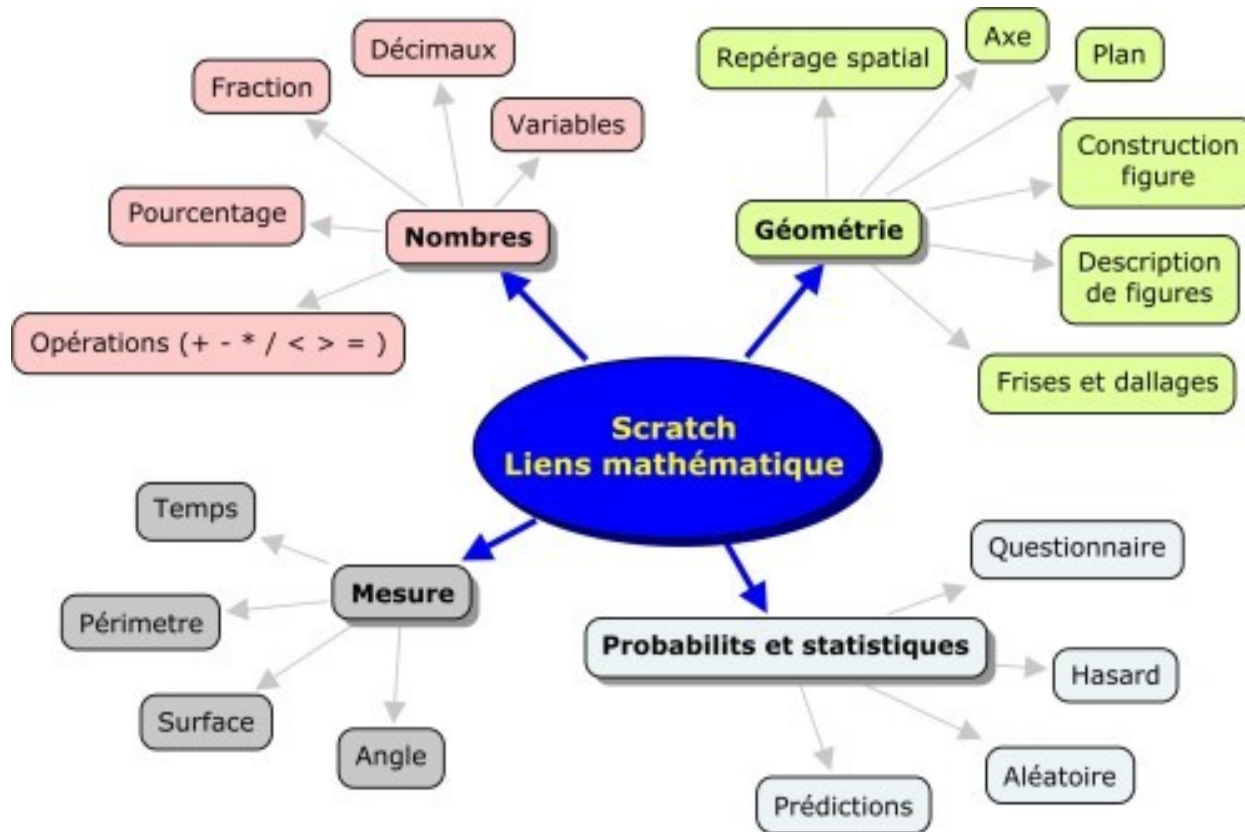 Décimaux
Fraction
Variables
Pourcentage
Nombres
Opérations (+ - * / < > = )
Repérage spatial
Axe
Plan
Construction
figure
Géométrie
Description
de figures
Frises et dallages
Scratch
Liens mathématique
Temps
Mesure
Périmetre
Surface
Angle
Questionnaire
Probabilits et statistiques
Hasard
Aléatoire
Prédictions